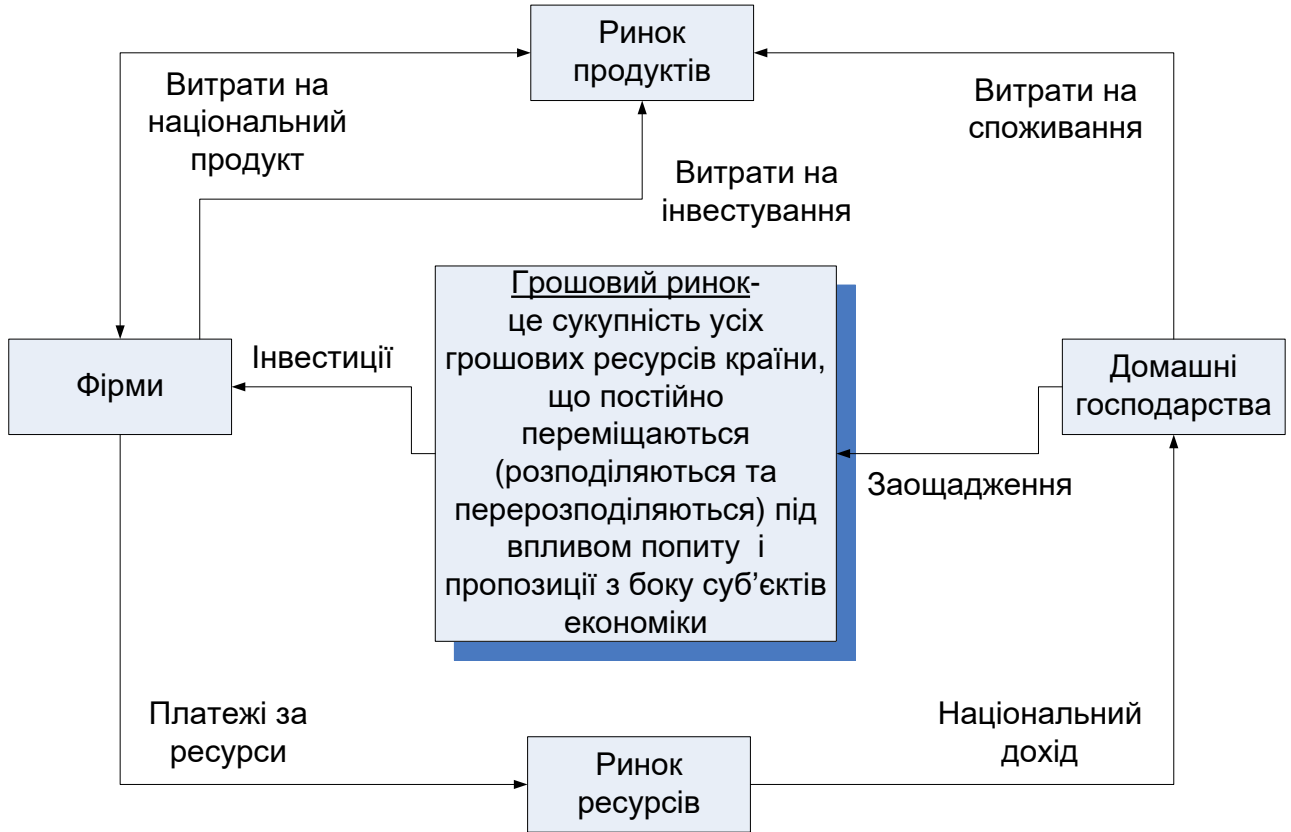 Ринок
продуктів
Витрати на
національний
продукт
Витрати на
споживання
Витрати на
інвестування
Грошовий ринок-
це сукупність усіх
грошових ресурсів країни,
що постійно
переміщаються
(розподіляються та
перерозподіляються) під
впливом попиту і
пропозиції з боку суб’єктів
економіки
Фірми
Інвестиції
Домашні
господарства
Заощадження
Платежі за
ресурси
Національний
дохід
Ринок
ресурсів